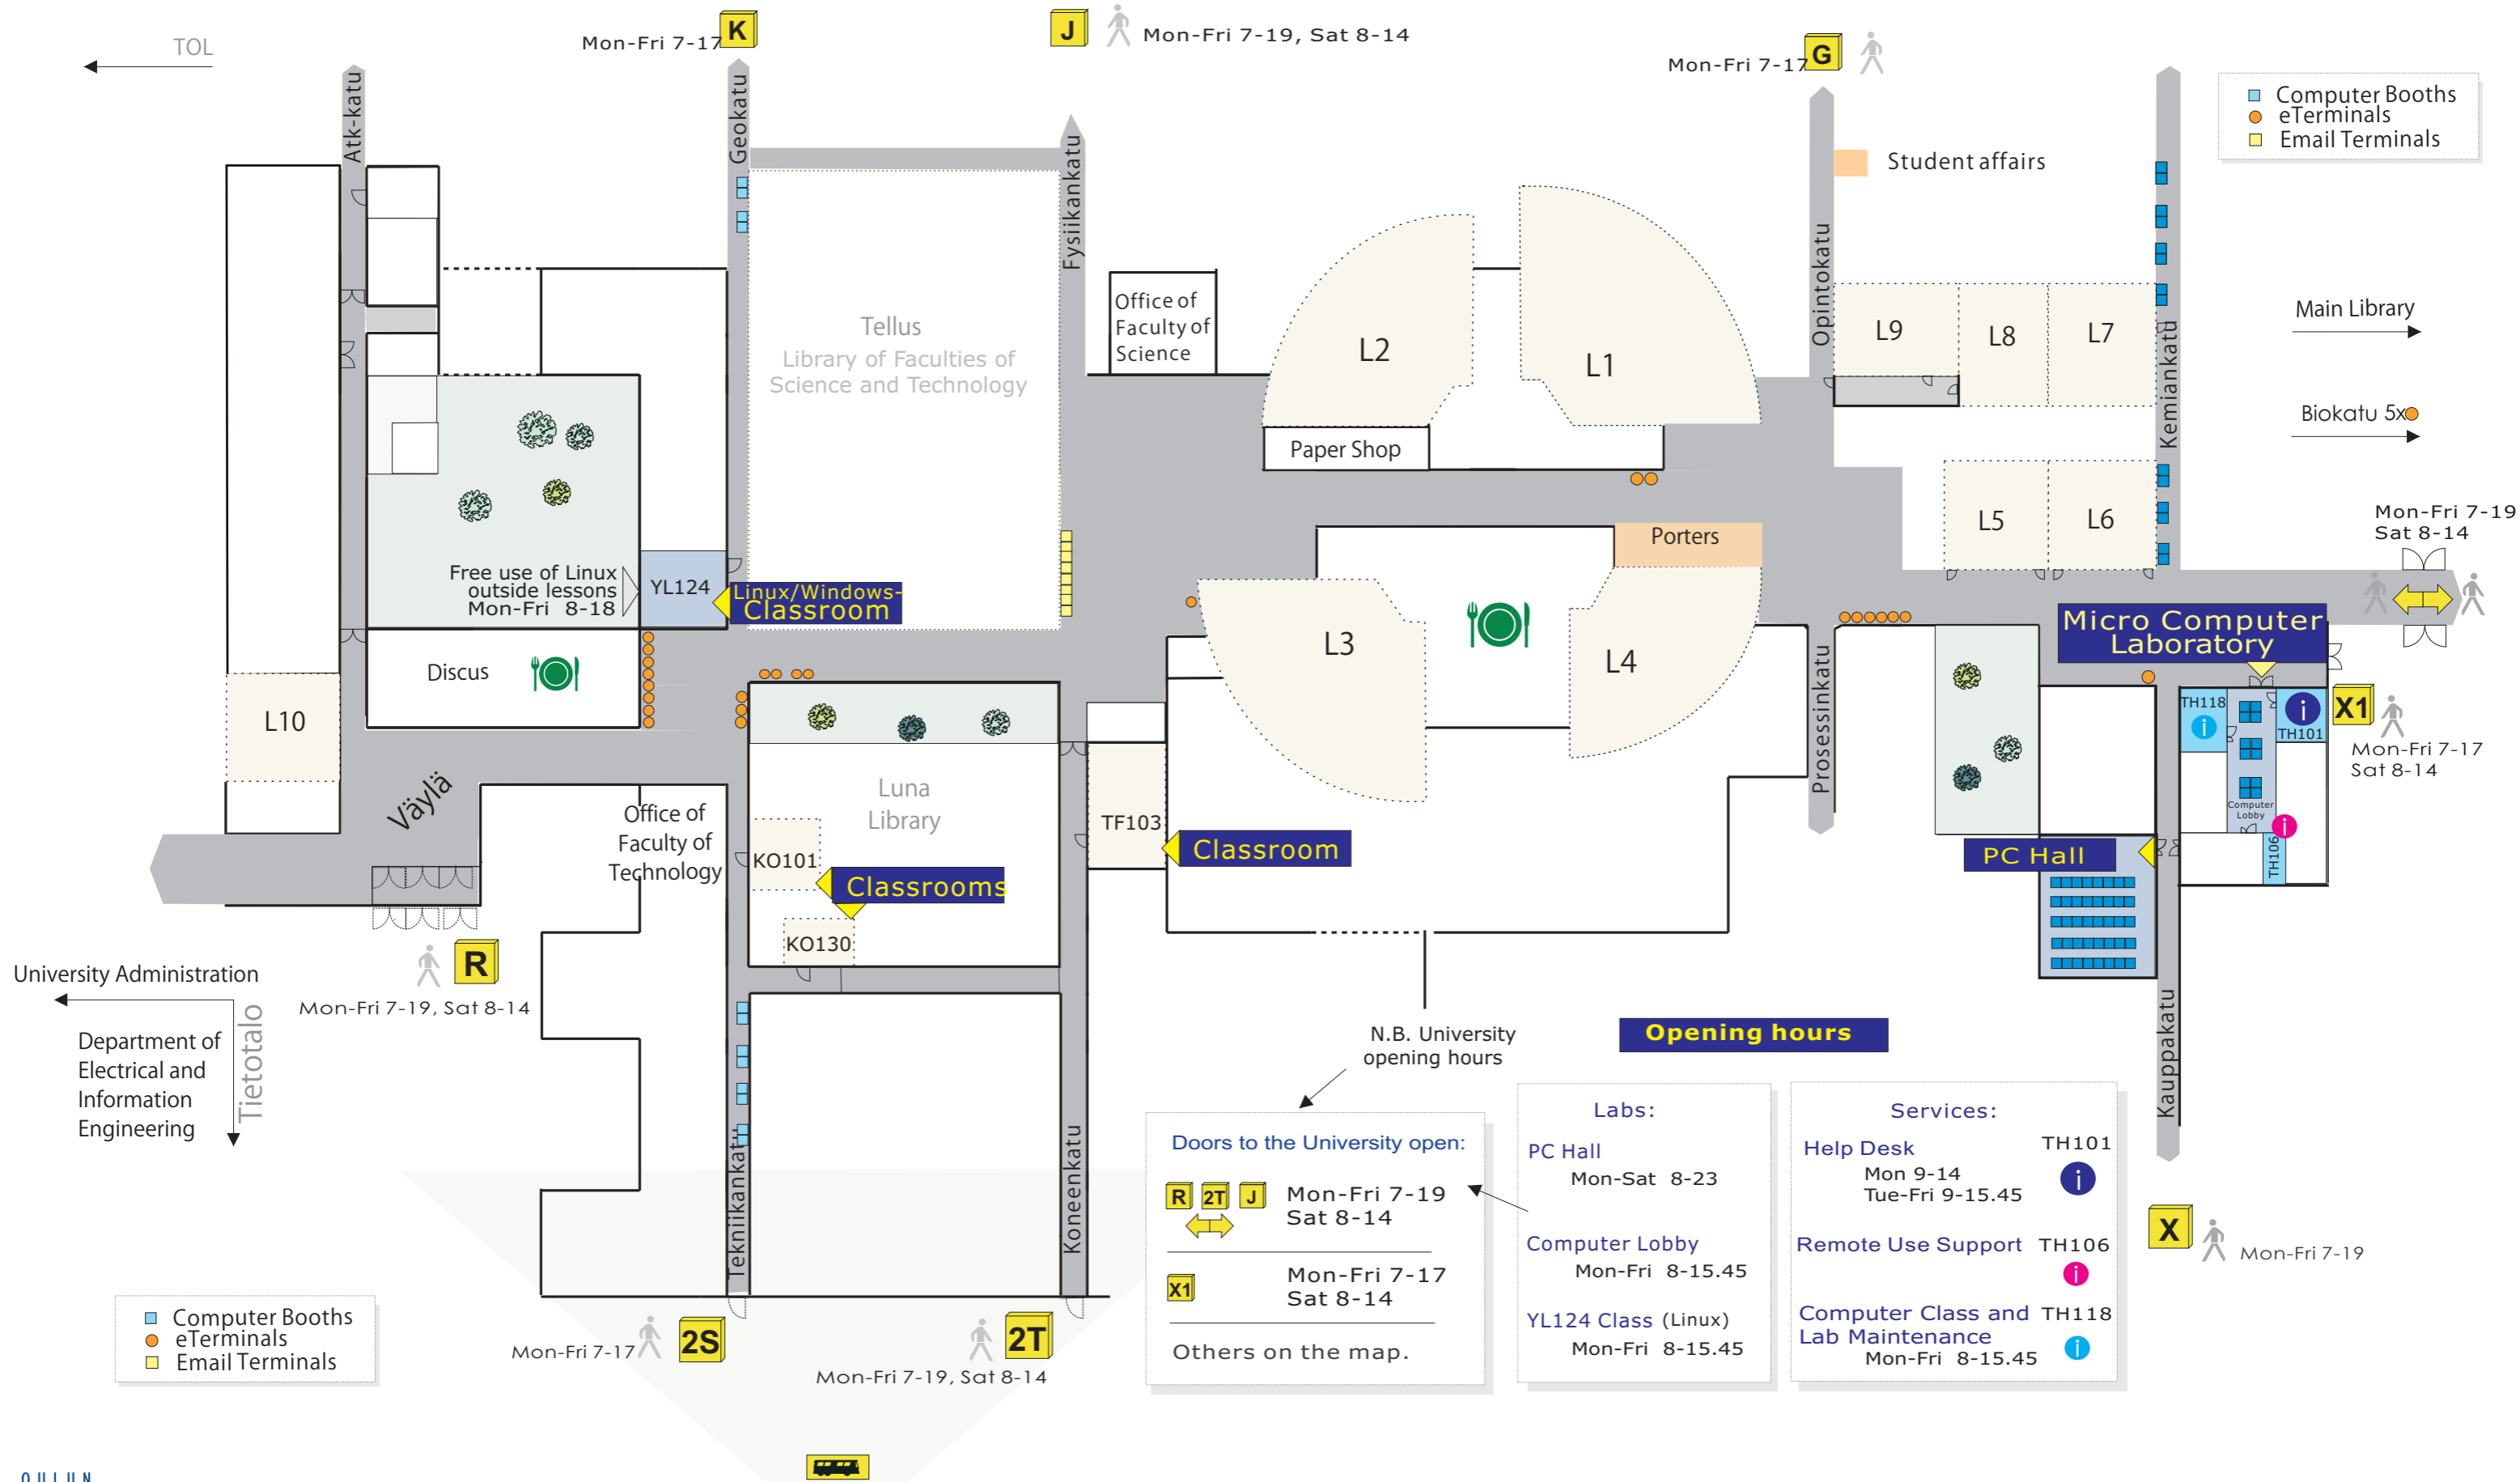 TOL
Mon-Fri 7-17
K
J
Mon-Fri 7-19, Sat 8-14
Mon-Fri 7-17
G
Computer Booths
eTerminals
Email Terminals
Atk-katu
Geokatu
Fysiikankatu
Opintokatu
Kemiankatu
Student affairs
Office of
Faculty of
Science
Tellus
Library of Faculties of
Science and Technology
L2
L1
L9
L8
L7
Main Library
Biokatu 5x
Paper Shop
L5
L6
Mon-Fri 7-19
Sat 8-14
Porters
Free use of Linux
outside lessons
Mon-Fri 8-18
YL124
Linux/Windows-
Classroom
Micro Computer
Laboratory
L3
L4
Discus
L10
Prosessinkatu
TH118
i
i
TH101
X1
Mon-Fri 7-17
Sat 8-14
Väylä
Office of
Faculty of
Technology
Luna
Library
TF103
Classroom
KO101
Classrooms
KO130
Computer
Lobby
i
TH106
PC Hall
R
Mon-Fri 7-19, Sat 8-14
University Administration
Department of
Electrical and
Information
Engineering
Tietotalo
Tekniikankatu
Koneenkatu
Kauppakatu
N.B. University
opening hours
Opening hours
Doors to the University open:
R 2T J
Mon-Fri 7-19
Sat 8-14
X1
Mon-Fri 7-17
Sat 8-14
Others on the map.
Labs:
PC Hall
Mon-Sat 8-23
Computer Lobby
Mon-Fri 8-15.45
YL124 Class (Linux)
Mon-Fri 8-15.45
Services:
Help Desk TH101
Mon 9-14
Tue-Fri 9-15.45
i
Remote Use Support TH106
i
Computer Class and TH118
Lab Maintenance
Mon-Fri 8-15.45
i
X
Mon-Fri 7-19
Computer Booths
eTerminals
Email Terminals
Mon-Fri 7-17
2S
2T
Mon-Fri 7-19, Sat 8-14
OULUN